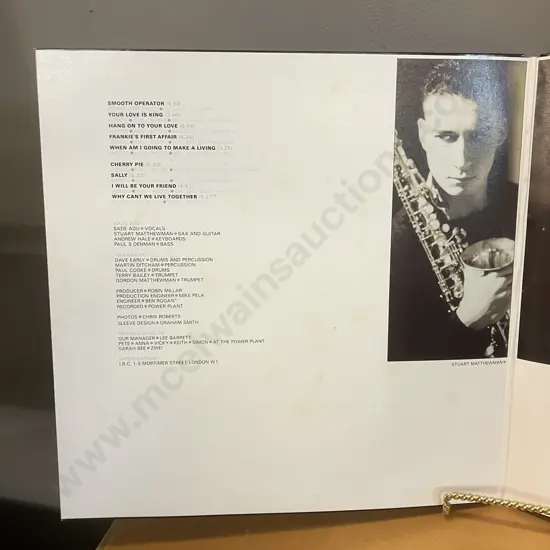 SMOOTH OPERATOR
YOUR LOVE IS KING
HANG ON TO YOUR LOVE
FRANKIE'S FIRST AFFAIR
WHEN AM I GOING TO MAKE A LIVING
CHERRY PIE
SALLY
I WILL BE YOUR FRIEND
WHY CANT WE LIVE TOGETHER
SADE ADU★VOCALS
STUART MATTHEWMAN★SAX AND GUITAR
ANDREW HALE★KEYBOARDS
PAUL S DENMAN★BASS
DAVE EARLY★DRUMS AND PERCUSSION
MARTIN DITCHAM★PERCUSSION
PAUL COOKE★DRUMS
TERRY BAILEY★TRUMPET
GORDON MATTHEWMAN★TRUMPET
PRODUCER★ROBIN MILLAR
PRODUCTION ENGINEER★MIKE PELA
ENGINEER★BEN ROGAN
RECORDED★POWER PLANT
PHOTOS★CHRIS ROBERTS
SLEEVE DESIGN★GRAHAM SMITH
OUR MANAGER★LEE BARRETT
PETE★ANNA★VICKY★KEITH★SIMON★AT THE POWER PLANT
SARAH BEE★
1-3 MORTIMER STREET LONDON W1
STUART MATTHEWMAN★